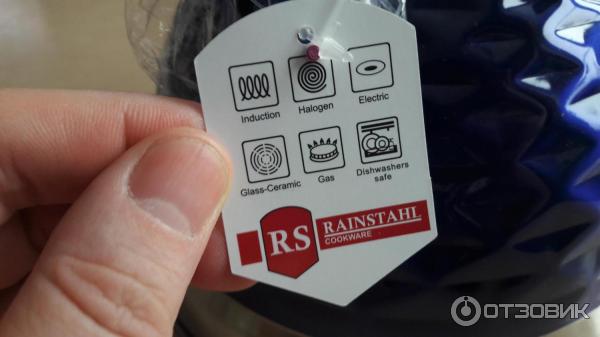 Induction Halogen Electric
Glass-Ceramic Gas Dishwashers
safe
RS RAINSTAHL
COOKWARE
ОТЗОВИК